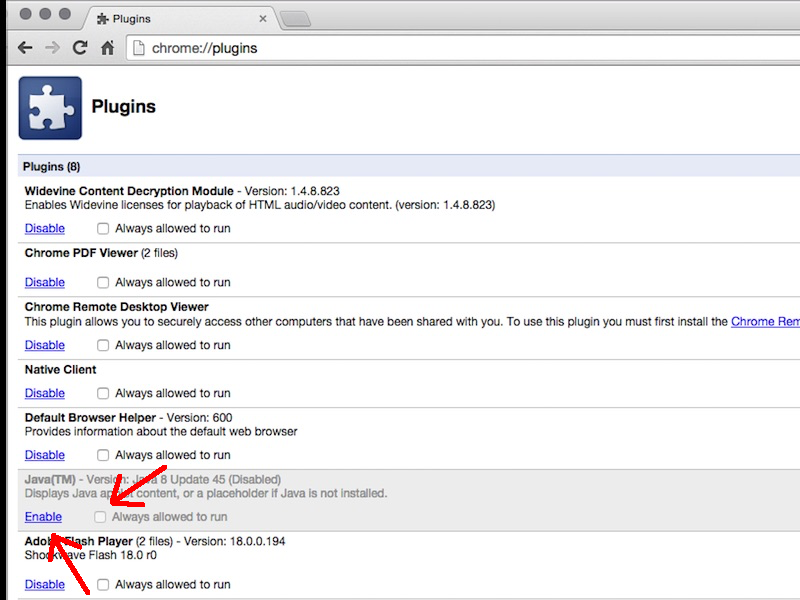 Plugins
chrome://plugins
Plugins
Plugins (8)
Widevine Content Decryption Module - Version: 1.4.8.823
Enables Widevine licenses for playback of HTML audio/video content. (version: 1.4.8.823)
Disable Always allowed to run
Chrome PDF Viewer (2 files)
Disable Always allowed to run
Chrome Remote Desktop Viewer
This plugin allows you to securely access other computers that have been shared with you. To use this plugin you must first install the Chrome Rem
Disable Always allowed to run
Native Client
Disable Always allowed to run
Default Browser Helper - Version: 600
Provides information about the default web browser
Disable Always allowed to run
Java(TM) - Version: Java 8 Update 45 (Disabled)
Displays Java applet content, or a placeholder if Java is not installed.
Enable Always allowed to run
Adobe Flash Player (2 files) - Version: 18.0.0.194
Shockwave Flash 18.0 r0
Disable Always allowed to run